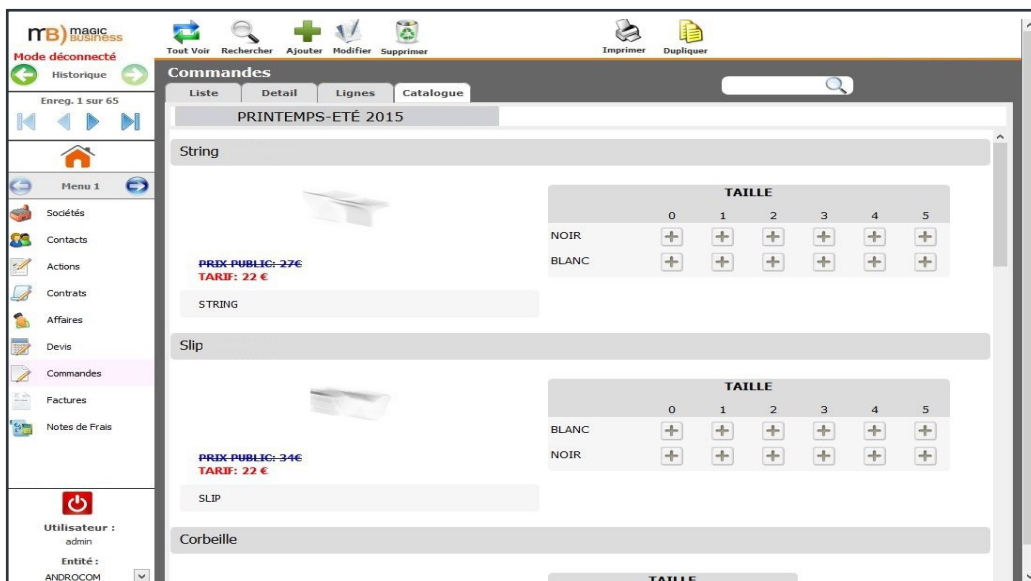 mB) magic Business
Mode déconnecté
Historique
Enreg. 1 sur 65
Menu 1
Sociétés
Contacts
Actions
Contrats
Affaires
Devis
Commandes
Factures
Notes de Frais
Utilisateur :
admin
Entité :
ANDROCOM
Tout Voir Rechercher Ajouter Modifier Supprimer Imprimer Dupliquer
Commandes
Liste Detail Lignes Catalogue
PRINTEMPS-ETÉ 2015
String
PRIX PUBLIC: 27€
TARIF: 22 €
STRING
TAILLE
0 1 2 3 4 5
NOIR
BLANC
Slip
PRIX PUBLIC: 34€
TARIF: 22 €
SLIP
TAILLE
0 1 2 3 4 5
BLANC
NOIR
Corbeille
TAILLE